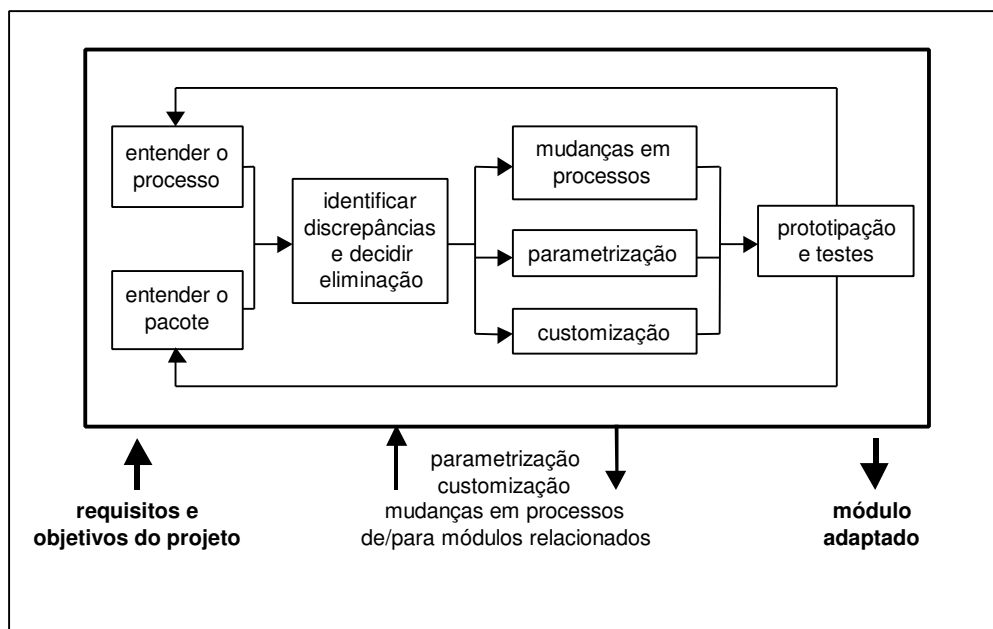 entender o
processo
entender o
pacote
identificar
discrepâncias
e decidir
eliminação
mudanças em
processos
parametrização
customização
prototipação
e testes
requisitos e
objetivos do projeto
parametrização
customização
mudanças em processos
de/para módulos relacionados
módulo
adaptado